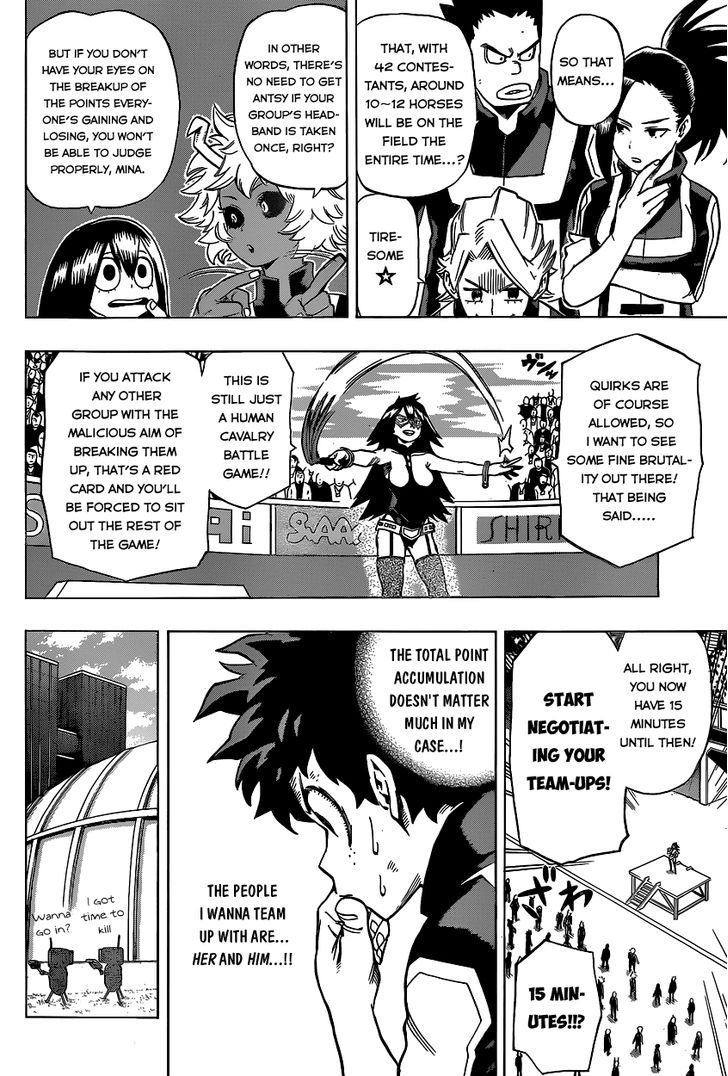 SO THAT
MEANS...
THAT, WITH
42 CONTES-
TANTS, AROUND
10~12 HORSES
WILL BE ON
THE FIELD THE
ENTIRE TIME...?
TIRE-
SOME
☆
IN OTHER
WORDS, THERE'S
NO NEED TO GET
ANTSY IF YOUR
GROUP'S HEAD-
BAND IS TAKEN
ONCE, RIGHT?
BUT IF YOU DON'T
HAVE YOUR EYES ON
THE BREAKUP OF
THE POINTS EVERY-
ONE'S GAINING AND
LOSING, YOU WON'T
BE ABLE TO JUDGE
PROPERLY, MINA.
QUIRKS ARE
OF COURSE
ALLOWED, SO
I WANT TO SEE
SOME FINE BRUTAL-
ITY OUT THERE!
THAT BEING
SAID.....
THIS IS
STILL JUST
A HUMAN
CAVALRY
BATTLE
GAME!!
IF YOU ATTACK
ANY OTHER
GROUP WITH THE
MALICIOUS AIM OF
BREAKING THEM
UP, THAT'S A RED
CARD AND YOU'LL
BE FORCED TO SIT
OUT THE REST OF
THE GAME!
SHIR
ALL RIGHT,
YOU NOW
HAVE 15
MINUTES
UNTIL THEN!
START
NEGOTIAT-
ING YOUR
TEAM-UPS!
ざわ
15 MIN-
UTES!!?
THE TOTAL POINT
ACCUMULATION
DOESN'T MATTER
MUCH IN MY
CASE...!
THE PEOPLE
I WANNA TEAM
UP WITH ARE...
HER AND HIM...!!
I got
time to
kill
Wanna
go in?